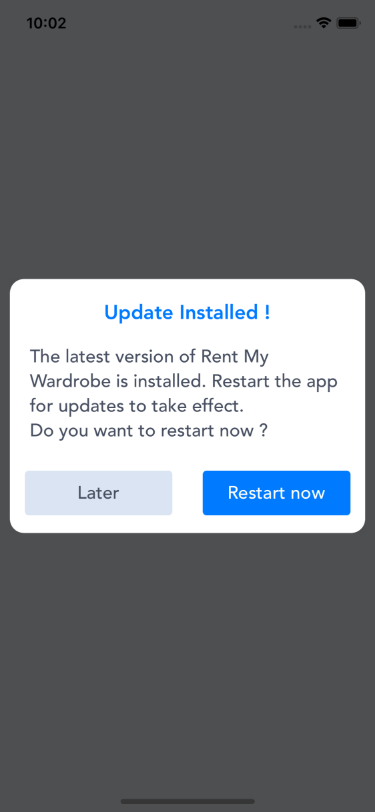 10:02
Update Installed !
The latest version of Rent My
Wardrobe is installed. Restart the app
for updates to take effect.
Do you want to restart now ?
Later
Restart now